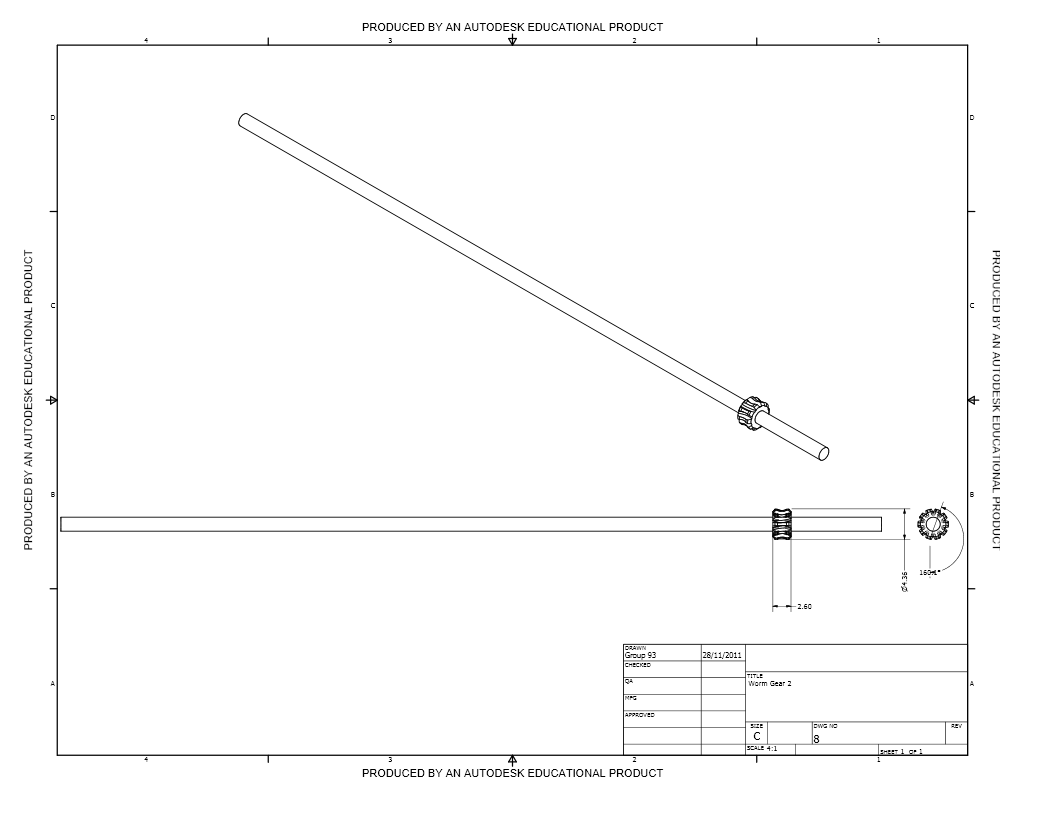 PRODUCED BY AN AUTODESK EDUCATIONAL PRODUCT
4 3 2 1
D D
C C
B B
A A
PRODUCED BY AN AUTODESK EDUCATIONAL PRODUCT
PRODUCED BY AN AUTODESK EDUCATIONAL PRODUCT
Ø4.36
2.60
DRAWN
Group 93 28/11/2011
CHECKED
QA
MFG
APPROVED
TITLE
Worm Gear 2
SIZE
C
DWG NO
8
REV
SCALE 4:1
SHEET 1 OF 1
4 3 2 1
PRODUCED BY AN AUTODESK EDUCATIONAL PRODUCT